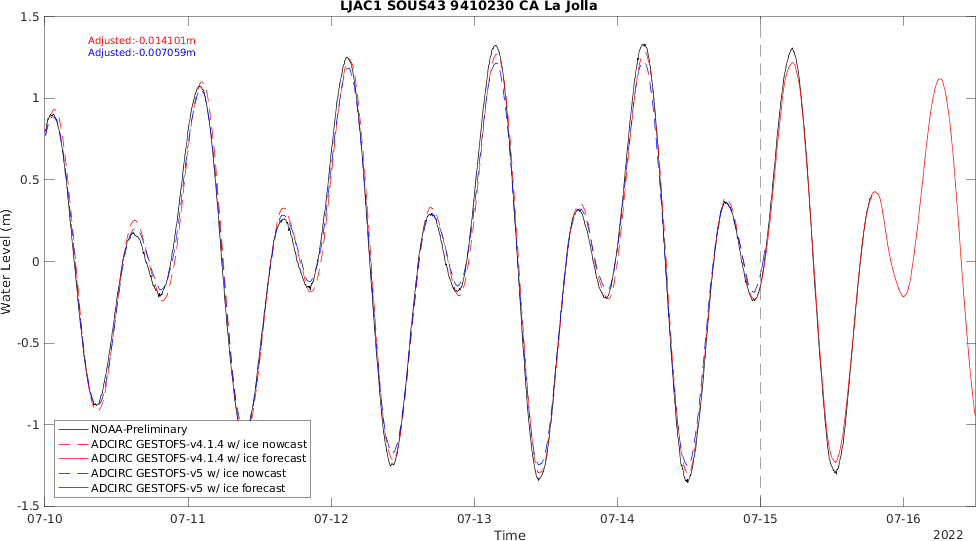 LJAC1 SOUS43 9410230 CA La Jolla
Adjusted:-0.014101m
Adjusted:-0.007059m
1.5
1
0.5
0
-0.5
-1
-1.5
Water Level (m)
NOAA-Preliminary
ADCIRC GESTOFS-v4.1.4 w/ ice nowcast
ADCIRC GESTOFS-v4.1.4 w/ ice forecast
ADCIRC GESTOFS-v5 w/ ice nowcast
ADCIRC GESTOFS-v5 w/ ice forecast
07-10 07-11 07-12 07-13 07-14 07-15 07-16
Time
2022